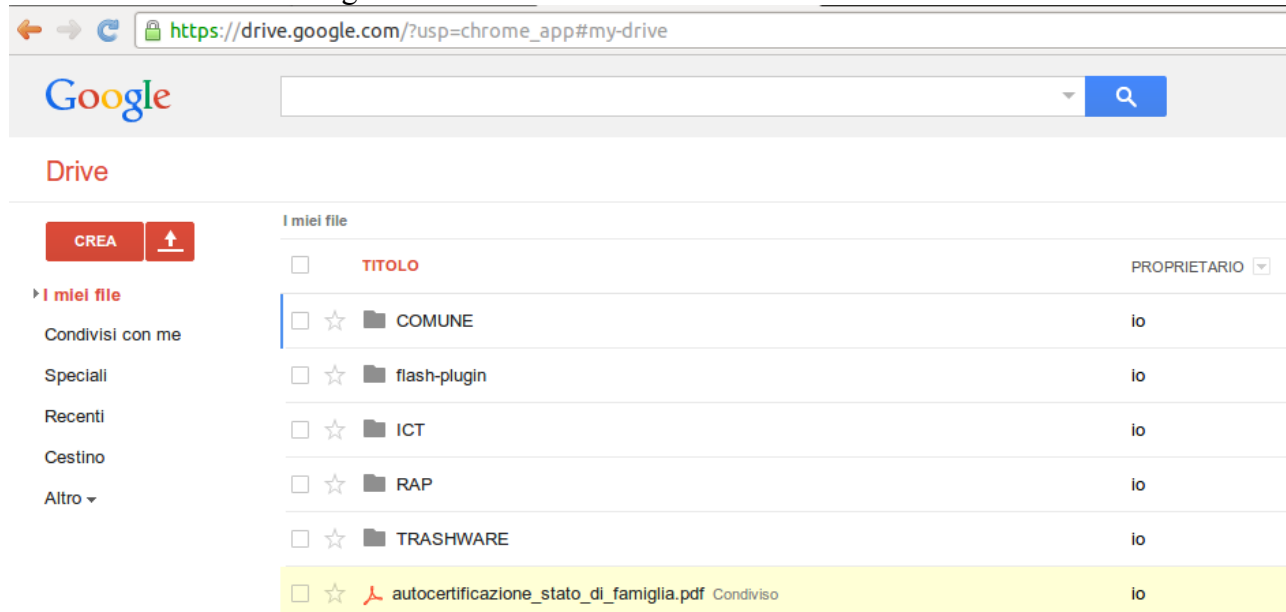 https://drive.google.com/?usp=chrome_app#my-drive
Google
Drive
CREA
I miei file
Condivisi con me
Speciali
Recenti
Cestino
Altro
I miei file
TITOLO PROPRIETARIO
COMUNE io
flash-plugin io
ICT io
RAP io
TRASHWARE io
autocertificazione_stato_di_famiglia.pdf Condiviso io